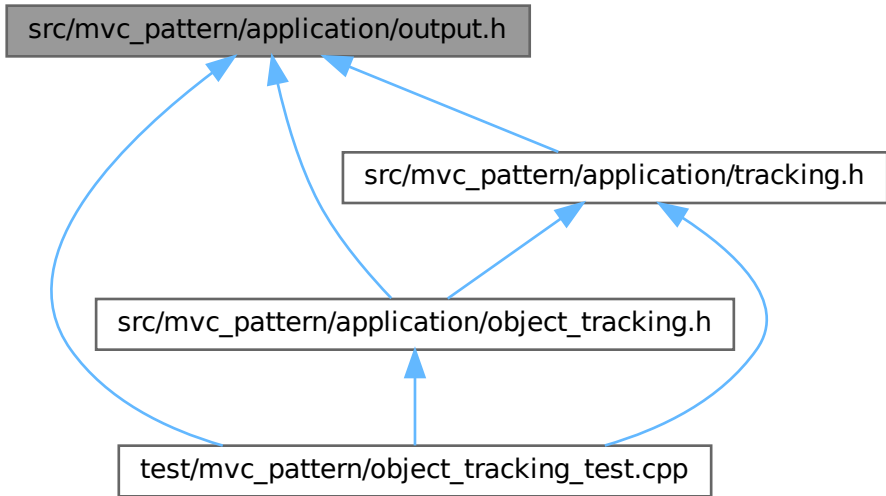 src/mvc_pattern/application/output.h
src/mvc_pattern/application/tracking.h
src/mvc_pattern/application/object_tracking.h
test/mvc_pattern/object_tracking_test.cpp